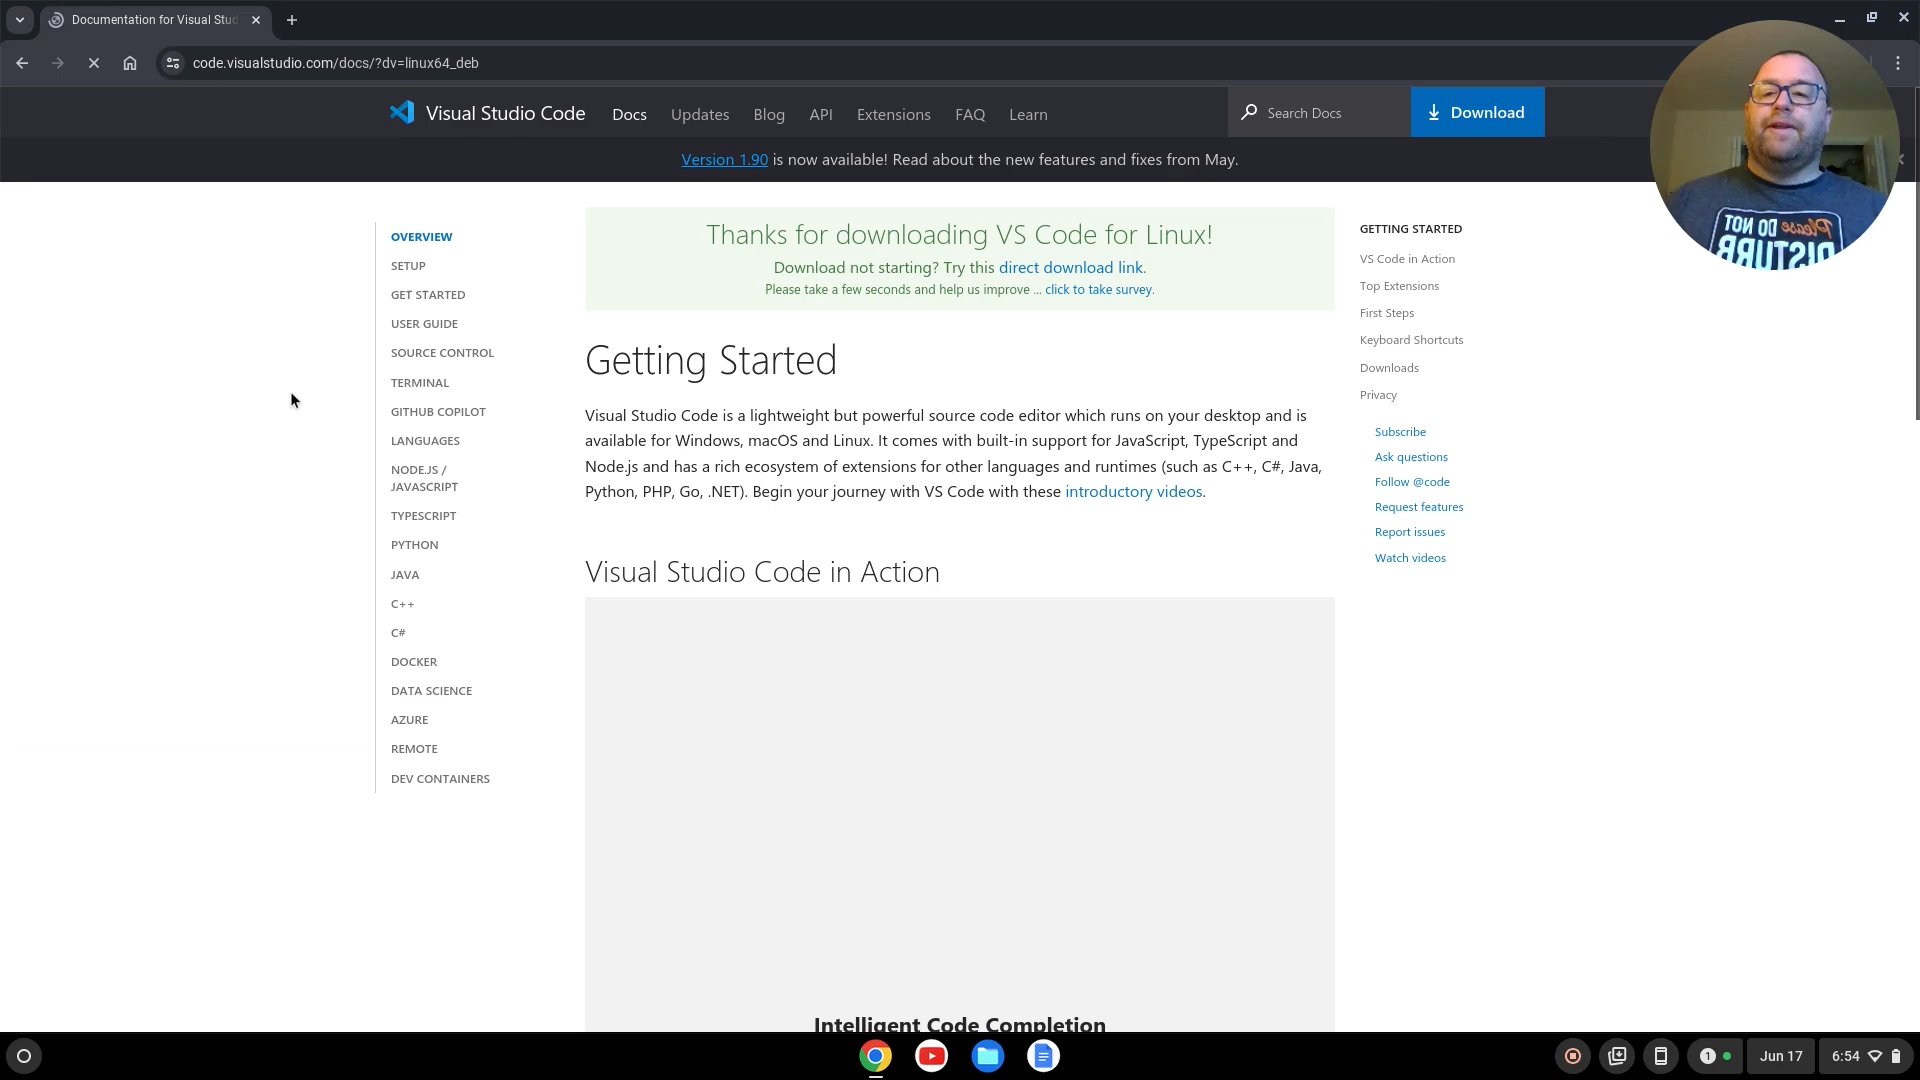 Documentation for Visual Stud
code.visualstudio.com/docs/?dv=linux64_deb
Visual Studio Code
Docs
Updates
Blog
API
Extensions
FAQ
Learn
Search Docs
Download
Version 1.90 is now available! Read about the new features and fixes from May.
OVERVIEW
SETUP
GET STARTED
USER GUIDE
SOURCE CONTROL
TERMINAL
GITHUB COPILOT
LANGUAGES
NODE.JS /
JAVASCRIPT
TYPESCRIPT
PYTHON
JAVA
C++
C#
DOCKER
DATA SCIENCE
AZURE
REMOTE
DEV CONTAINERS
Thanks for downloading VS Code for Linux!
Download not starting? Try this direct download link.
Please take a few seconds and help us improve ... click to take survey.
Getting Started
Visual Studio Code is a lightweight but powerful source code editor which runs on your desktop and is
available for Windows, macOS and Linux. It comes with built-in support for JavaScript, TypeScript and
Node.js and has a rich ecosystem of extensions for other languages and runtimes (such as C++, C#, Java,
Python, PHP, Go, .NET). Begin your journey with VS Code with these introductory videos.
Visual Studio Code in Action
Intelligent Code Completion
GETTING STARTED
VS Code in Action
Top Extensions
First Steps
Keyboard Shortcuts
Downloads
Privacy
Subscribe
Ask questions
Follow @code
Request features
Report issues
Watch videos
Please DO NOT
DISTURB
1
Jun 17
6:54